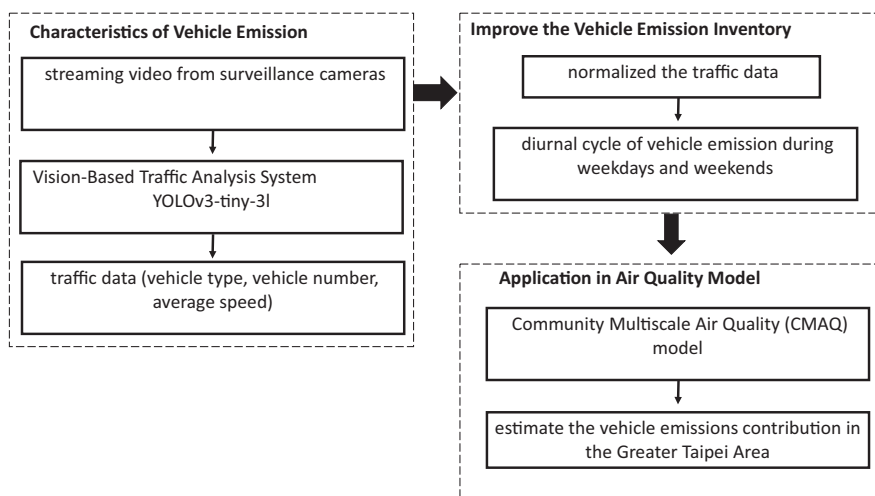 Characteristics of Vehicle Emission
streaming video from surveillance cameras
Vision-Based Traffic Analysis System
YOLOv3-tiny-3l
traffic data (vehicle type, vehicle number,
average speed)
Improve the Vehicle Emission Inventory
normalized the traffic data
diurnal cycle of vehicle emission during
weekdays and weekends
Application in Air Quality Model
Community Multiscale Air Quality (CMAQ)
model
estimate the vehicle emissions contribution in
the Greater Taipei Area